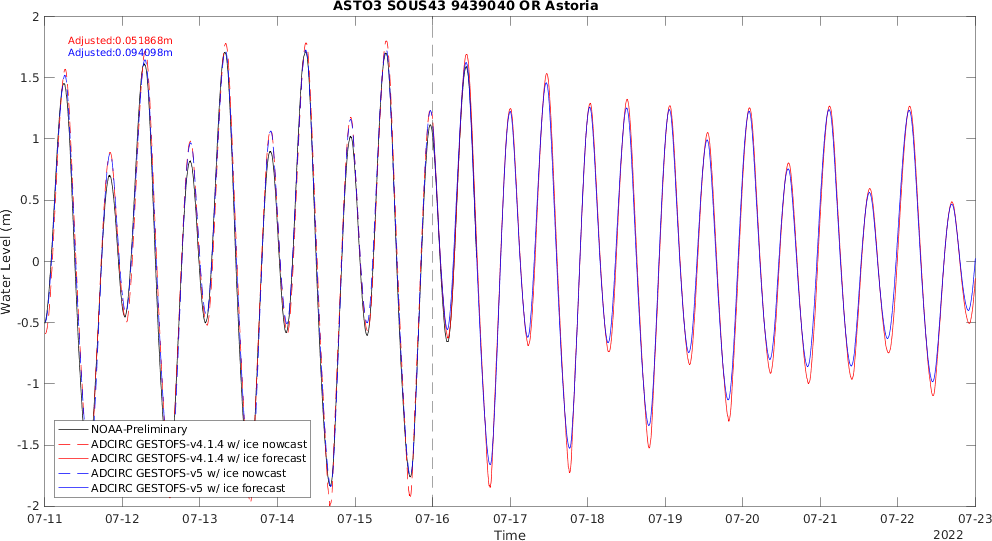 ASTO3 SOUS43 9439040 OR Astoria
Adjusted:0.051868m
Adjusted:0.094098m
2
1.5
1
0.5
0
-0.5
-1
-1.5
-2
Water Level (m)
NOAA-Preliminary
ADCIRC GESTOFS-v4.1.4 w/ ice nowcast
ADCIRC GESTOFS-v4.1.4 w/ ice forecast
ADCIRC GESTOFS-v5 w/ ice nowcast
ADCIRC GESTOFS-v5 w/ ice forecast
07-11 07-12 07-13 07-14 07-15 07-16 07-17 07-18 07-19 07-20 07-21 07-22 07-23
Time
2022